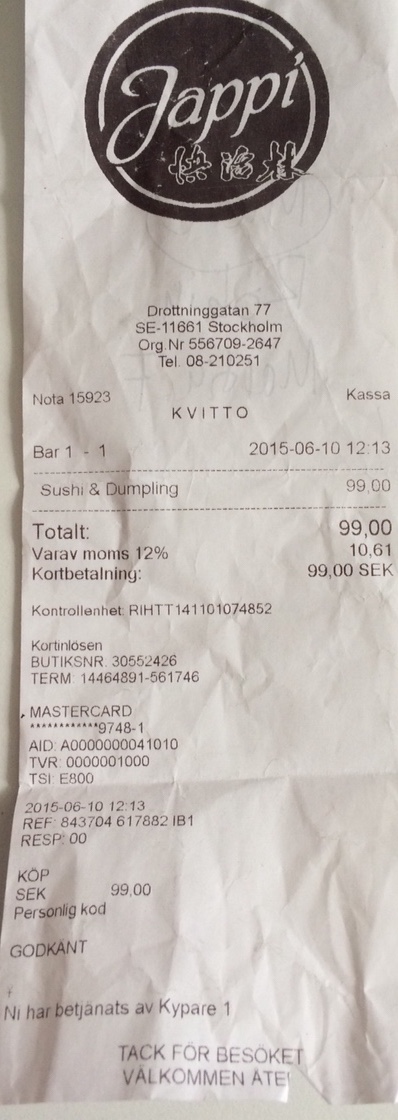 Jappi
Drottninggatan 77
SE-11661 Stockholm
Org.Nr 556709-2647
Tel. 08-210251
Nota 15923 Kassa
KVITTO
Bar 1 - 1 2015-06-10 12:13
Sushi & Dumpling 99,00
Totalt: 99,00
Varav moms 12% 10,61
Kortbetalning: 99,00 SEK
Kontrollenhet: RIHTT141101074852
Kortinlösen
BUTIKSNR. 30552426
TERM: 14464891-561746
MASTERCARD
************9748-1
AID: A0000000041010
TVR: 0000001000
TSI: E800
2015-06-10 12:13
REF: 843704 617882 IB1
RESP: 00
KÖP
SEK 99,00
Personlig kod
GODKÄNT
Ni har betjänats av Kypare 1
TACK FÖR BESÖKET
VÄLKOMMEN